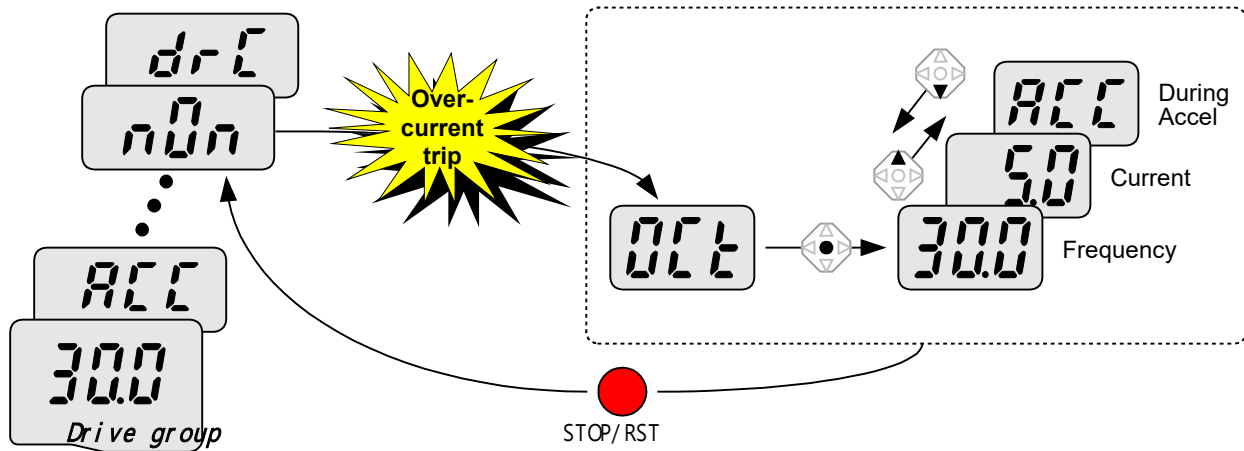 drC
nOn
ACC
30.0
Drive group
Over-
current
trip
OCt
ACC
During
Accel
5.0
Current
30.0
Frequency
STOP/RST